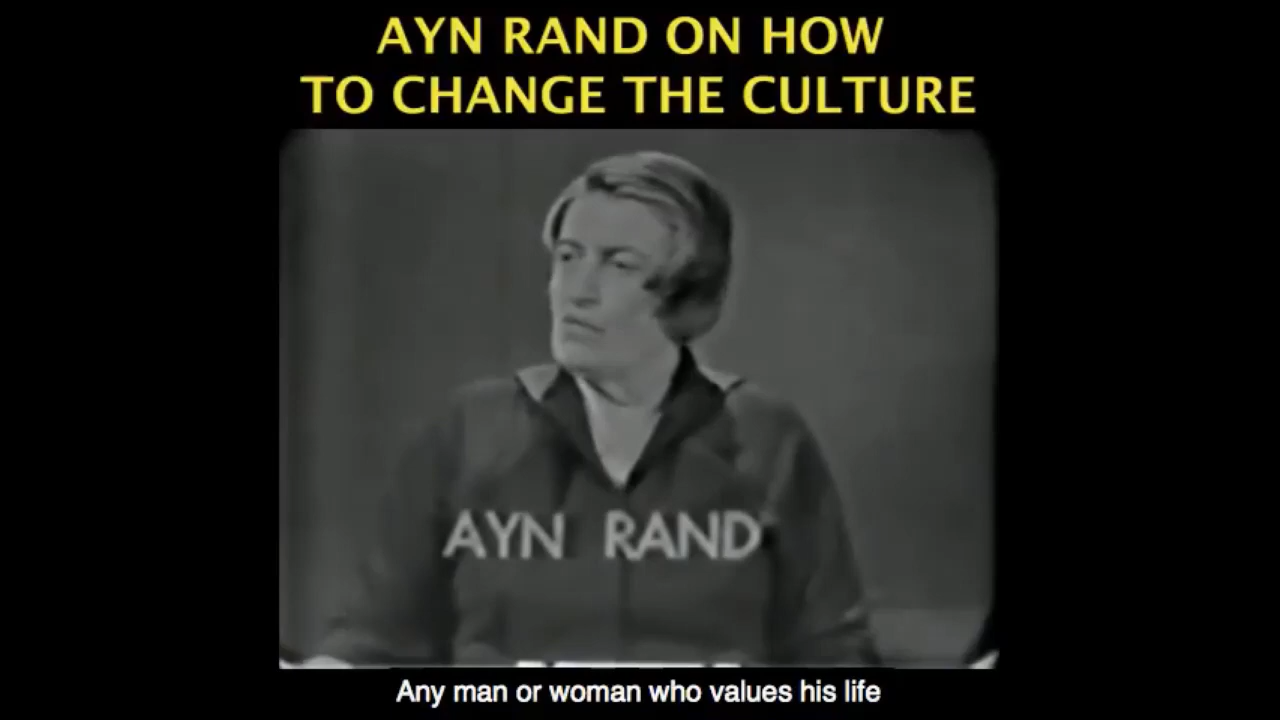 AYN RAND ON HOW
TO CHANGE THE CULTURE
AYN RAND
Any man or woman who values his life